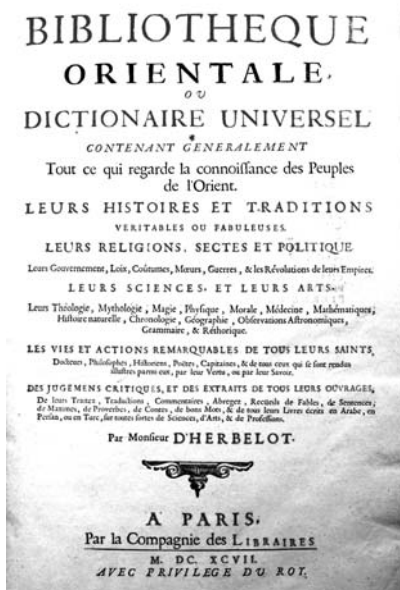 BIBLIOTHEQUE
ORIENTALE,
OU
DICTIONAIRE UNIVERSEL
CONTENANT GENERALEMENT
Tout ce qui regarde la connoiſſance des Peuples
de l'Orient.
LEURS HISTOIRES ET TRADITIONS
VERITABLES OU FABULEUSES.
LEURS RELIGIONS, SECTES ET POLITIQUE
Leurs Gouvernement, Loix, Coûtumes, Mœurs, Guerres, & les Révolutions de leurs Empires.
LEURS SCIENCES, ET LEURS ARTS.
Leurs Théologie, Mythologie, Magie, Phyſique, Morale, Médecine, Mathématiques,
Hiſtoire naturelle, Chronologie, Géographie, Obſervations Aſtronomiques,
Grammaire, & Réthorique.
LES VIES ET ACTIONS REMARQUABLES DE TOUS LEURS SAINTS,
Docteurs, Philoſophes, Hiſtoriens, Poëtes, Capitaines, & de tous ceux qui ſe ſont rendus
illuſtres parmi eux, par leur Vertu, ou par leur Savoir.
DES JUGEMENS CRITIQUES, ET DES EXTRAITS DE TOUS LEURS OUVRAGES,
De leurs Traitez, Traductions, Commentaires, Abregez, Recüeils de Fables, de Sentences,
de Maximes, de Proverbes, de Contes, de bons Mots, & de tous leurs Livres écrits en Arabe, en
Perſan, ou en Turc, ſur toutes ſortes de Sciences, d'Arts, & de Profeſſions.
Par Monſieur D'HERBELOT.
A PARIS,
Par la Compagnie des LIBRAIRES
M. DC. XCVII.
AVEC PRIVILEGE DU ROY.